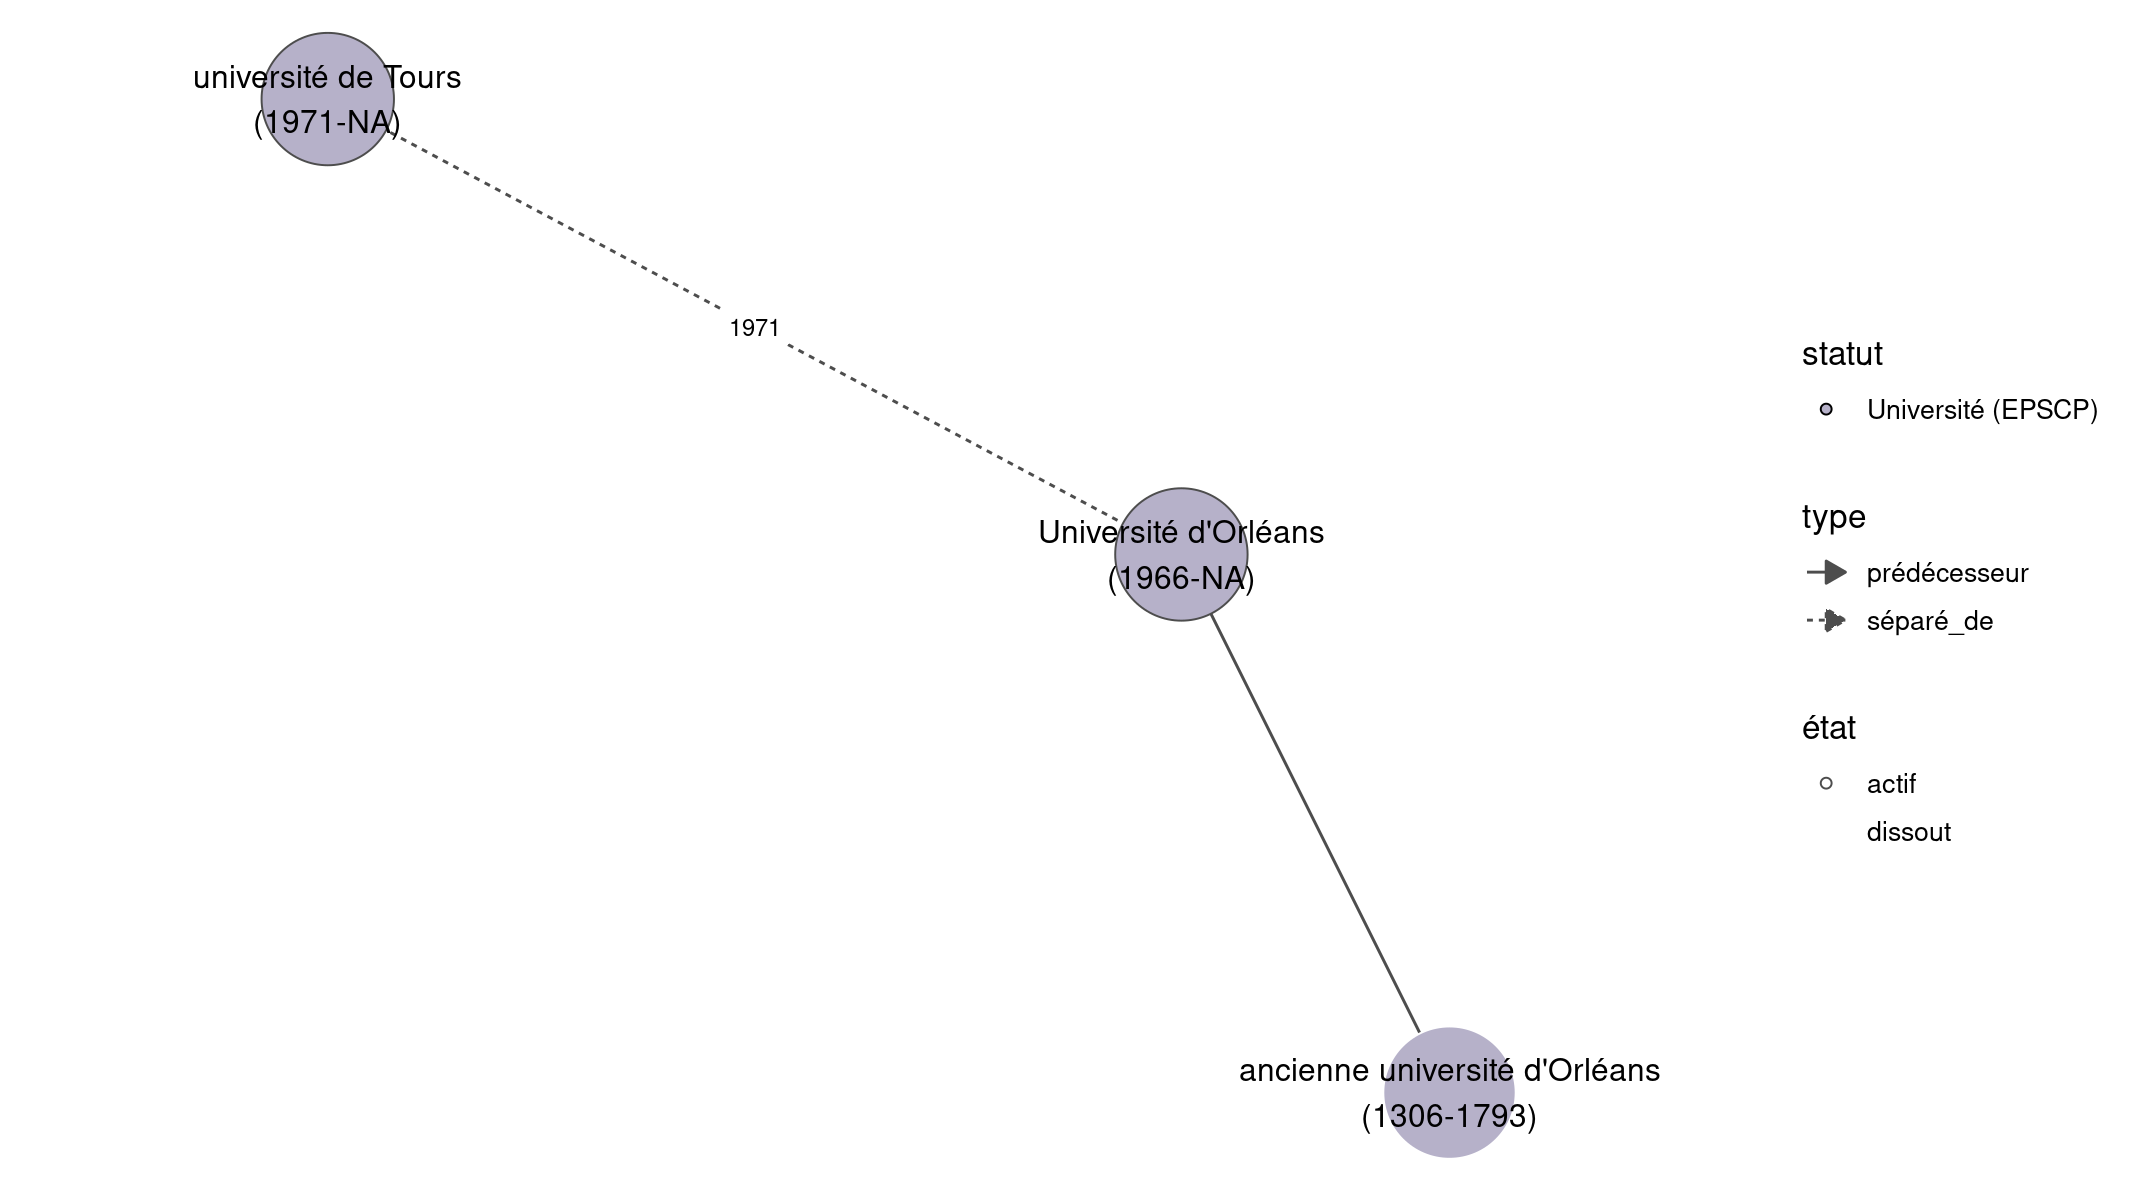 université de Tours
(1971-NA)
1971
Université d'Orléans
(1966-NA)
ancienne université d'Orléans
(1306-1793)
statut
Université (EPSCP)
type
prédécesseur
séparé_de
état
actif
dissout